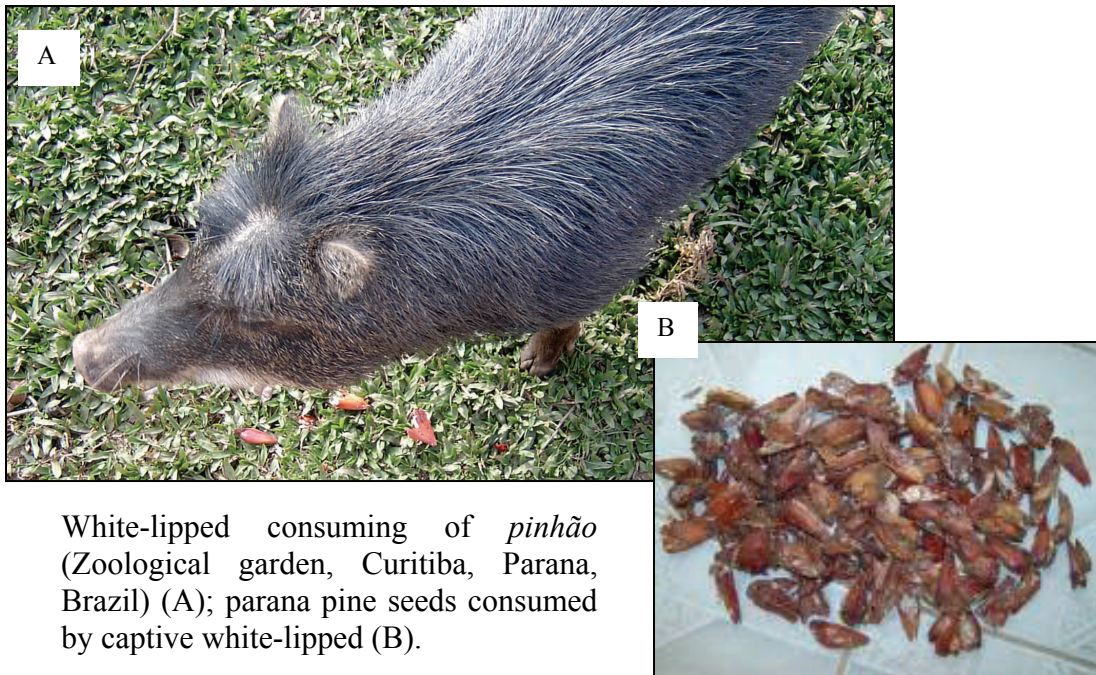 A
B
White-lipped consuming of pinhão
(Zoological garden, Curitiba, Parana,
Brazil) (A); parana pine seeds consumed
by captive white-lipped (B).